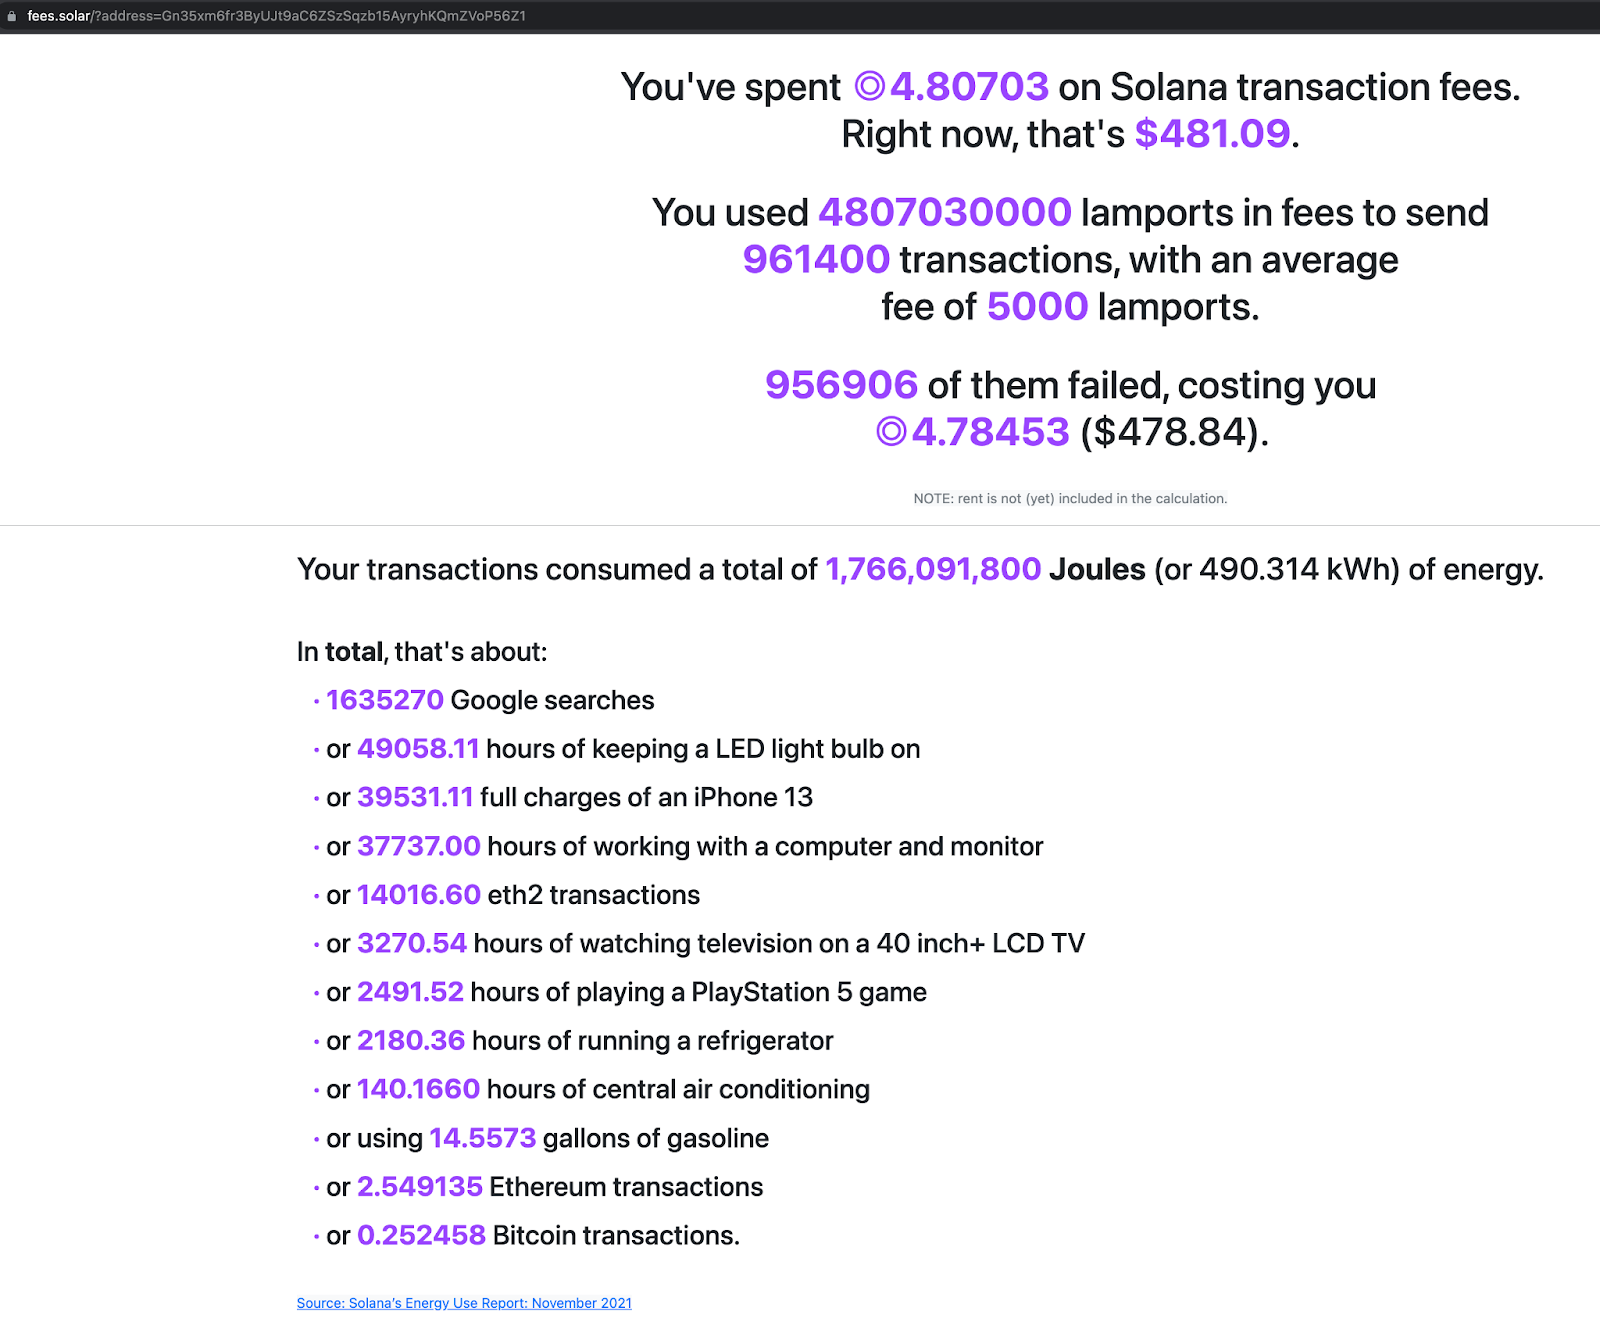 fees.solar/?address=Gn35xm6fr3ByUJt9aC6ZSzSqzb15AyryhKQmZVoP56Z1
You've spent ◎4.80703 on Solana transaction fees.
Right now, that's $481.09.
You used 4807030000 lamports in fees to send
961400 transactions, with an average
fee of 5000 lamports.
956906 of them failed, costing you
◎4.78453 ($478.84).
NOTE: rent is not (yet) included in the calculation.
Your transactions consumed a total of 1,766,091,800 Joules (or 490.314 kWh) of energy.
In total, that's about:
· 1635270 Google searches
· or 49058.11 hours of keeping a LED light bulb on
· or 39531.11 full charges of an iPhone 13
· or 37737.00 hours of working with a computer and monitor
· or 14016.60 eth2 transactions
· or 3270.54 hours of watching television on a 40 inch+ LCD TV
· or 2491.52 hours of playing a PlayStation 5 game
· or 2180.36 hours of running a refrigerator
· or 140.1660 hours of central air conditioning
· or using 14.5573 gallons of gasoline
· or 2.549135 Ethereum transactions
· or 0.252458 Bitcoin transactions.
Source: Solana's Energy Use Report: November 2021